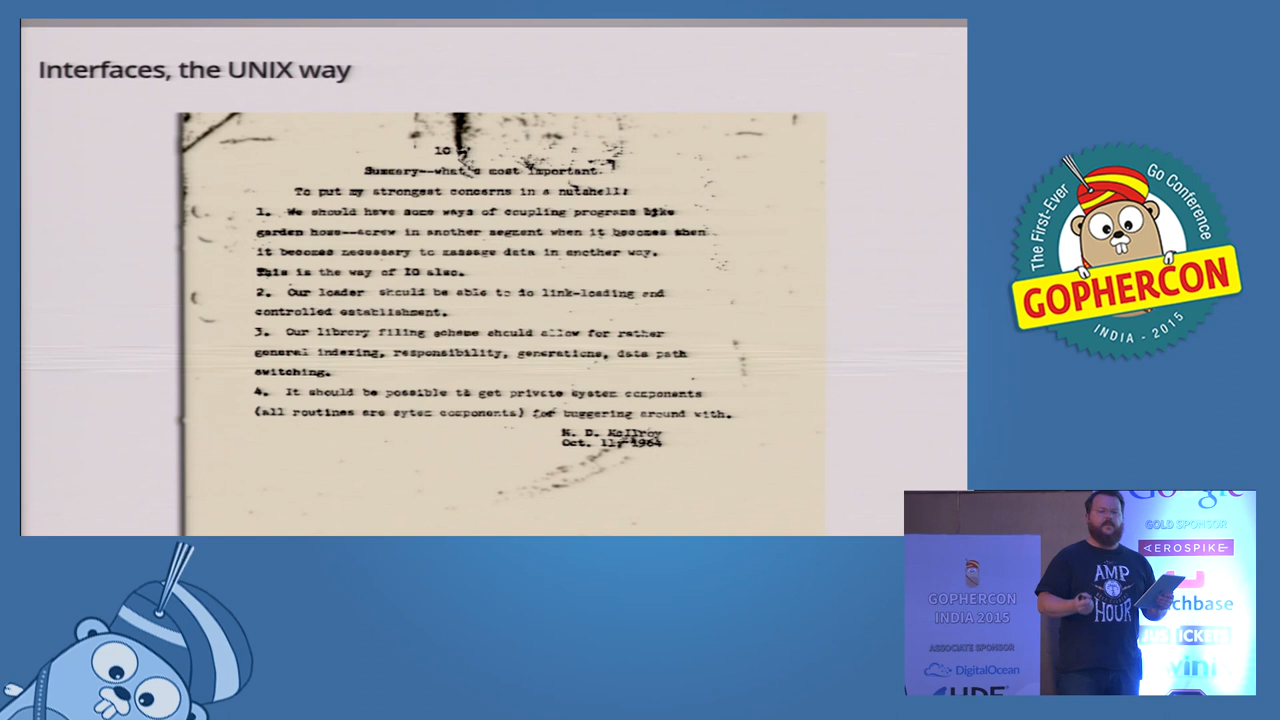 Interfaces, the UNIX way
10
Summary--what's most important.
To put my strongest concerns in a nutshell:
1. We should have some ways of coupling programs like
garden hose--screw in another segment when it becomes when
it becomes necessary to massage data in another way.
This is the way of IO also.
2. Our loader should be able to do link-loading and
controlled establishment.
3. Our library filing scheme should allow for rather
general indexing, responsibility, generations, data path
switching.
4. It should be possible to get private system components
(all routines are sytem components) for buggering around with.
M. D. McIlroy
Oct. 11, 1964
The First-Ever
Go Conference
GOPHERCON
INDIA - 2015
Google
GOLD SPONSOR
AEROSPIKE
chbase
JUS TICKETS
GOPHERCON
INDIA 2015
ASSOCIATE SPONSOR
DigitalOcean
AMP
HOUR